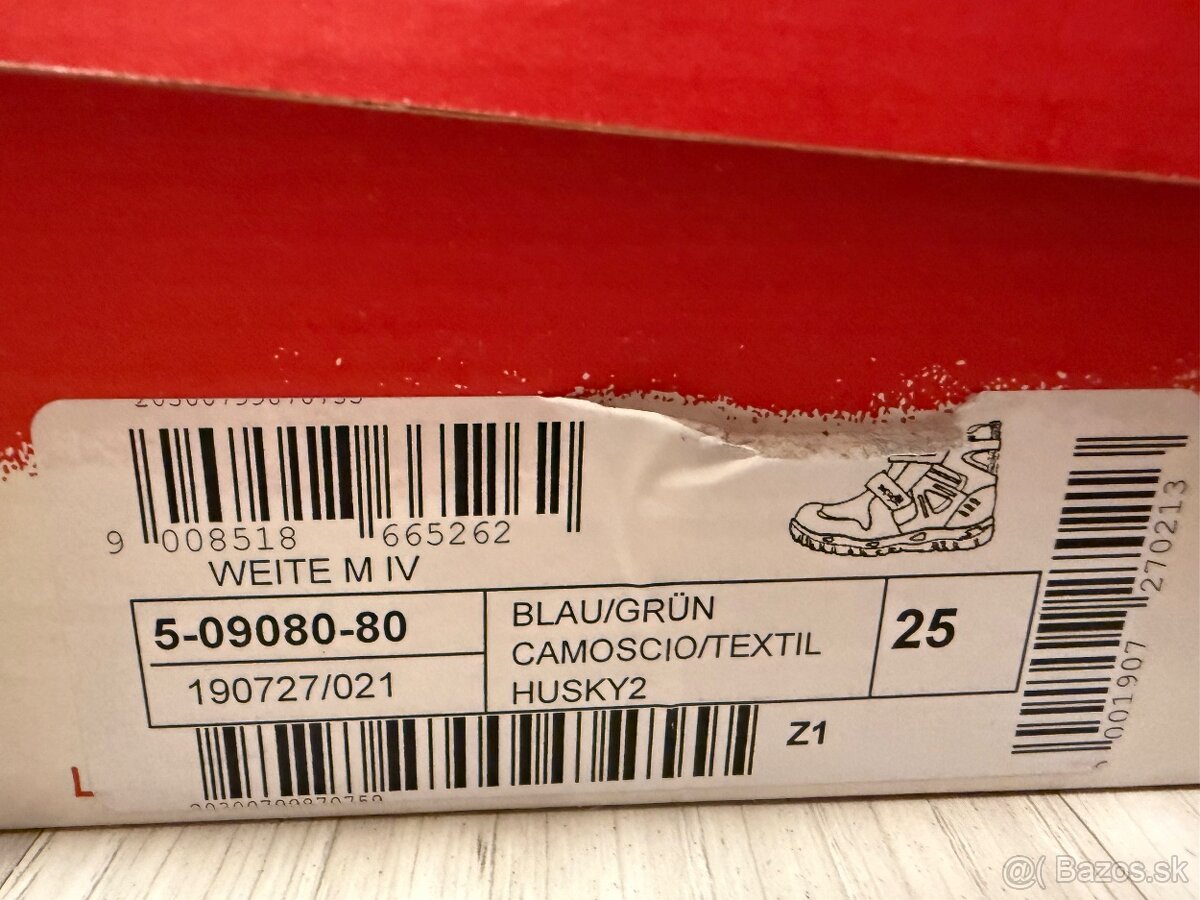 9 008518 665262
WEITE M IV
5-09080-80
190727/021
BLAU/GRÜN
CAMOSCIO/TEXTIL
HUSKY2
25
Z1
001907 270213
L
@( Bazos.sk